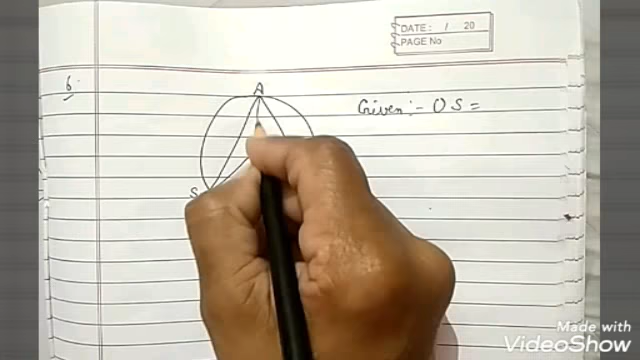 DATE: / 20
PAGE No
6.
A
Given:- OS =
S
Made with
VideoShow